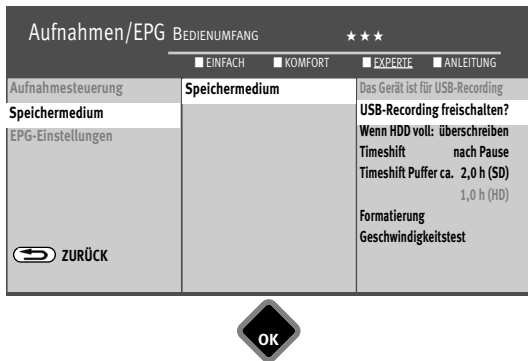 Aufnahmen/EPG BEDIENUMFANG ★★★
EINFACH KOMFORT EXPERTE ANLEITUNG
Aufnahmesteuerung
Speichermedium
EPG-Einstellungen
ZURÜCK
Speichermedium
Das Gerät ist für USB-Recording
USB-Recording freischalten?
Wenn HDD voll: überschreiben
Timeshift nach Pause
Timeshift Puffer ca. 2,0 h (SD)
1,0 h (HD)
Formatierung
Geschwindigkeitstest
OK